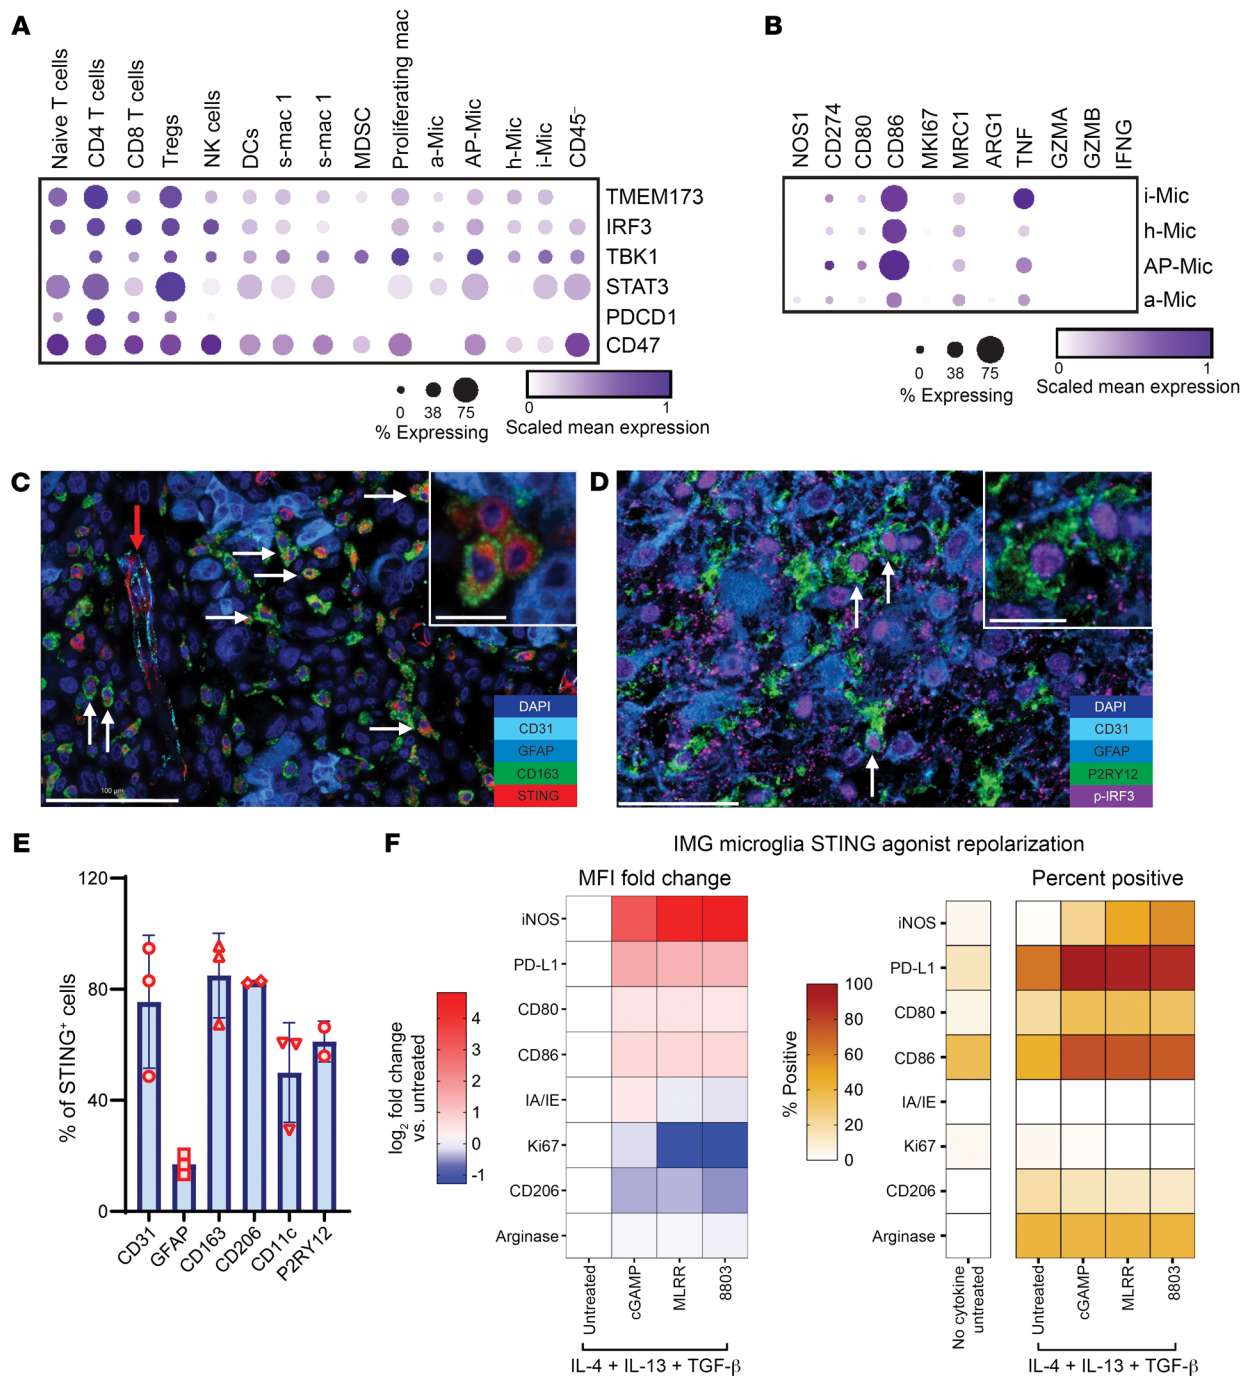 A
Naive T cells
CD4 T cells
CD8 T cells
Tregs
NK cells
DCs
s-mac 1
s-mac 1
MDSC
Proliferating mac
a-Mic
AP-Mic
h-Mic
i-Mic
CD45⁻
TMEM173
IRF3
TBK1
STAT3
PDCD1
CD47
0 38 75
% Expressing
0 1
Scaled mean expression
B
NOS1
CD274
CD80
CD86
MKI67
MRC1
ARG1
TNF
GZMA
GZMB
IFNG
i-Mic
h-Mic
AP-Mic
a-Mic
0 38 75
% Expressing
0 1
Scaled mean expression
C
DAPI
CD31
GFAP
CD163
STING
100 µm
D
DAPI
CD31
GFAP
P2RY12
p-IRF3
E
% of STING⁺ cells
120
80
40
0
CD31
GFAP
CD163
CD206
CD11c
P2RY12
F
IMG microglia STING agonist repolarization
MFI fold change
log₂ fold change
vs. untreated
4
3
2
1
0
-1
iNOS
PD-L1
CD80
CD86
IA/IE
Ki67
CD206
Arginase
Untreated
cGAMP
MLRR
8803
IL-4 + IL-13 + TGF-β
Percent positive
% Positive
100
80
60
40
20
0
iNOS
PD-L1
CD80
CD86
IA/IE
Ki67
CD206
Arginase
No cytokine
untreated
Untreated
cGAMP
MLRR
8803
IL-4 + IL-13 + TGF-β